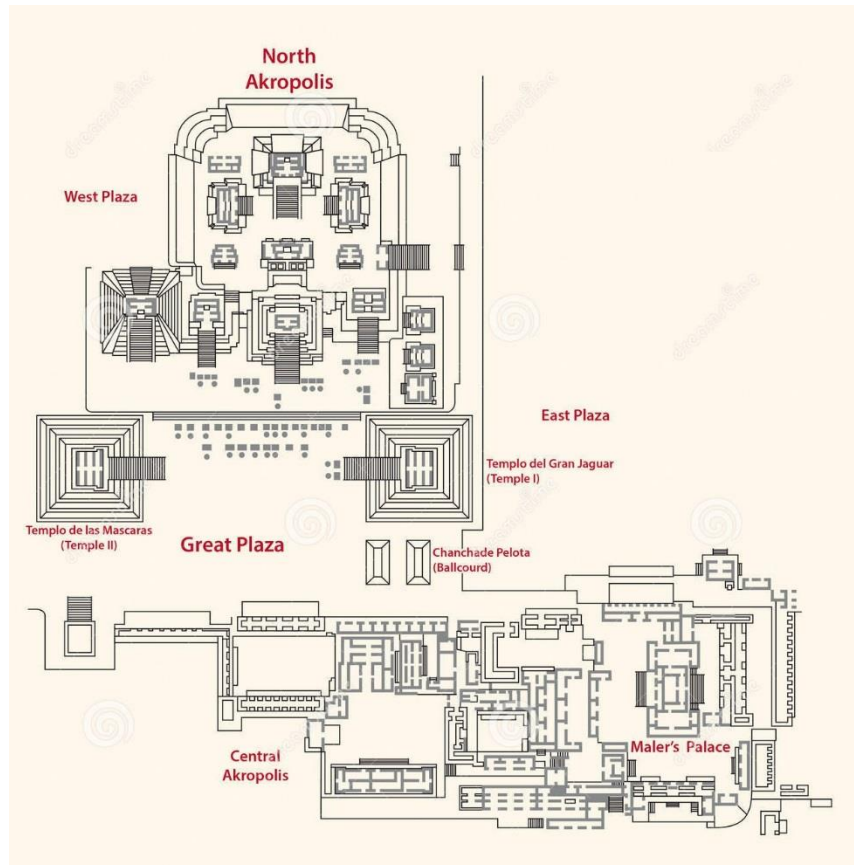 North
Akropolis
West Plaza
East Plaza
Templo del Gran Jaguar
(Temple I)
Templo de las Mascaras
(Temple II)
Great Plaza
Chanchade Pelota
(Ballcourd)
Central
Akropolis
Maler's Palace